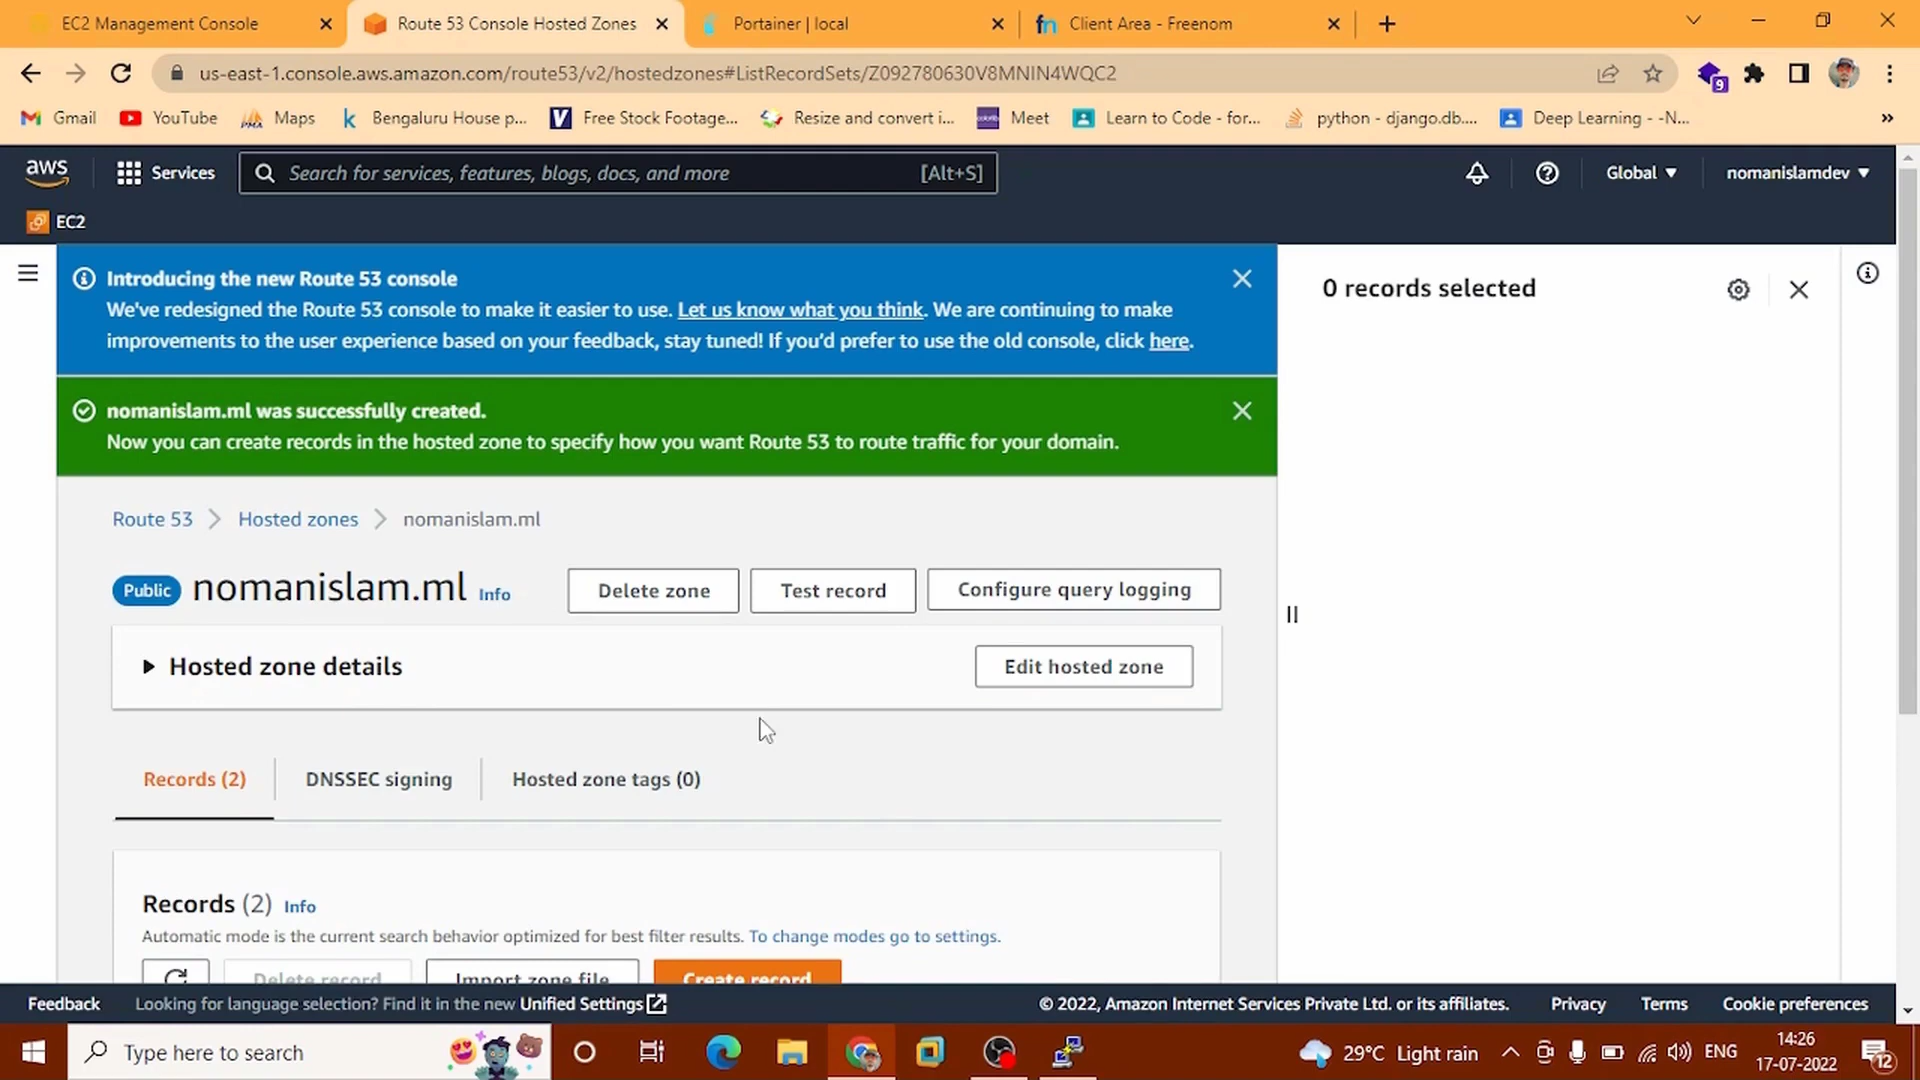 EC2 Management Console
Route 53 Console Hosted Zones
Portainer | local
fn Client Area - Freenom
us-east-1.console.aws.amazon.com/route53/v2/hostedzones#ListRecordSets/Z092780630V8MNIN4WQC2
9
Gmail
YouTube
Maps
k Bengaluru House p...
V Free Stock Footage...
Resize and convert i...
Meet
Learn to Code - for...
python - django.db....
Deep Learning - -N...
»
aws
Services
Search for services, features, blogs, docs, and more [Alt+S]
Global
nomanislamdev
EC2
Introducing the new Route 53 console
We've redesigned the Route 53 console to make it easier to use. Let us know what you think. We are continuing to make
improvements to the user experience based on your feedback, stay tuned! If you'd prefer to use the old console, click here.
0 records selected
nomanislam.ml was successfully created.
Now you can create records in the hosted zone to specify how you want Route 53 to route traffic for your domain.
Route 53 > Hosted zones > nomanislam.ml
Public nomanislam.ml Info
Delete zone
Test record
Configure query logging
Hosted zone details
Edit hosted zone
Records (2)
DNSSEC signing
Hosted zone tags (0)
Records (2) Info
Automatic mode is the current search behavior optimized for best filter results. To change modes go to settings.
Delete record
Import zone file
Create record
Feedback
Looking for language selection? Find it in the new Unified Settings
© 2022, Amazon Internet Services Private Ltd. or its affiliates.
Privacy
Terms
Cookie preferences
Type here to search
29°C Light rain
ENG
14:26
17-07-2022
12